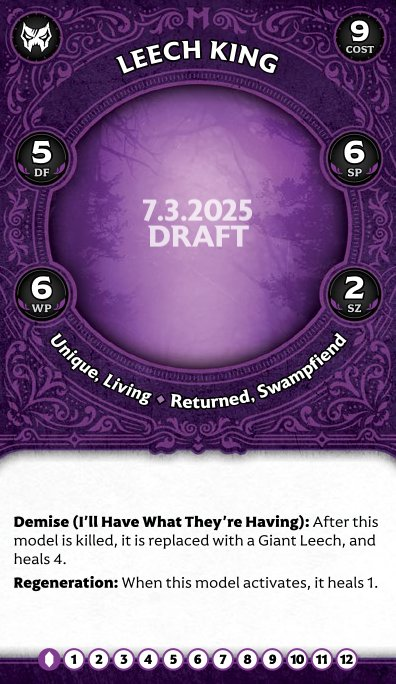 LEECH KING
9
COST
5
DF
6
SP
7.3.2025
DRAFT
6
WP
2
SZ
Unique, Living ◆ Returned, Swampfiend
Demise (I'll Have What They're Having): After this
model is killed, it is replaced with a Giant Leech, and
heals 4.
Regeneration: When this model activates, it heals 1.
1 2 3 4 5 6 7 8 9 10 11 12